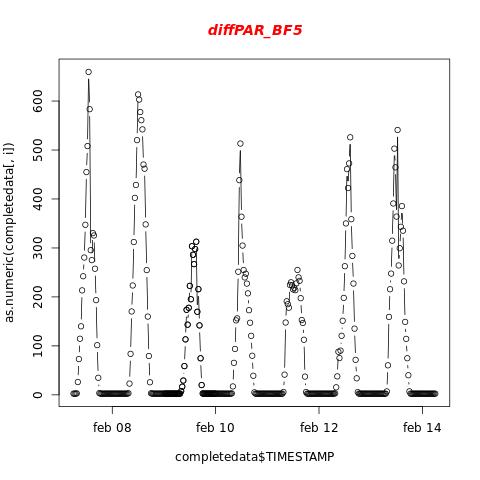 diffPAR_BF5
as.numeric(completedata[, i])
600
500
400
300
200
100
0
feb 08
feb 10
feb 12
feb 14
completedata$TIMESTAMP